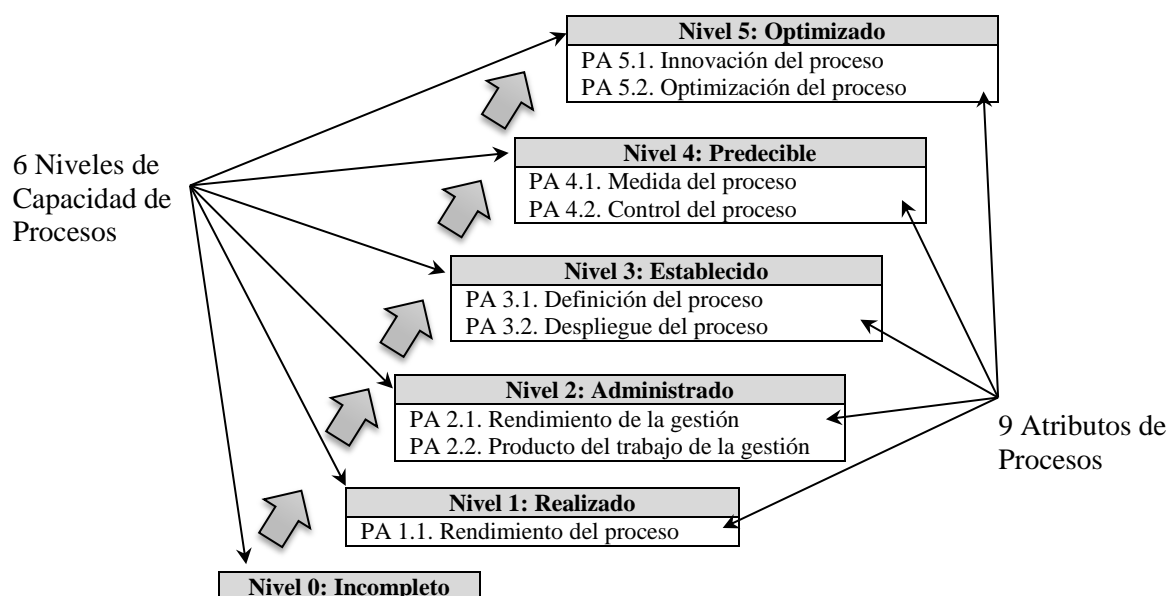 Nivel 5: Optimizado
PA 5.1. Innovación del proceso
PA 5.2. Optimización del proceso
6 Niveles de
Capacidad de
Procesos
Nivel 4: Predecible
PA 4.1. Medida del proceso
PA 4.2. Control del proceso
Nivel 3: Establecido
PA 3.1. Definición del proceso
PA 3.2. Despliegue del proceso
Nivel 2: Administrado
PA 2.1. Rendimiento de la gestión
PA 2.2. Producto del trabajo de la gestión
9 Atributos de
Procesos
Nivel 1: Realizado
PA 1.1. Rendimiento del proceso
Nivel 0: Incompleto